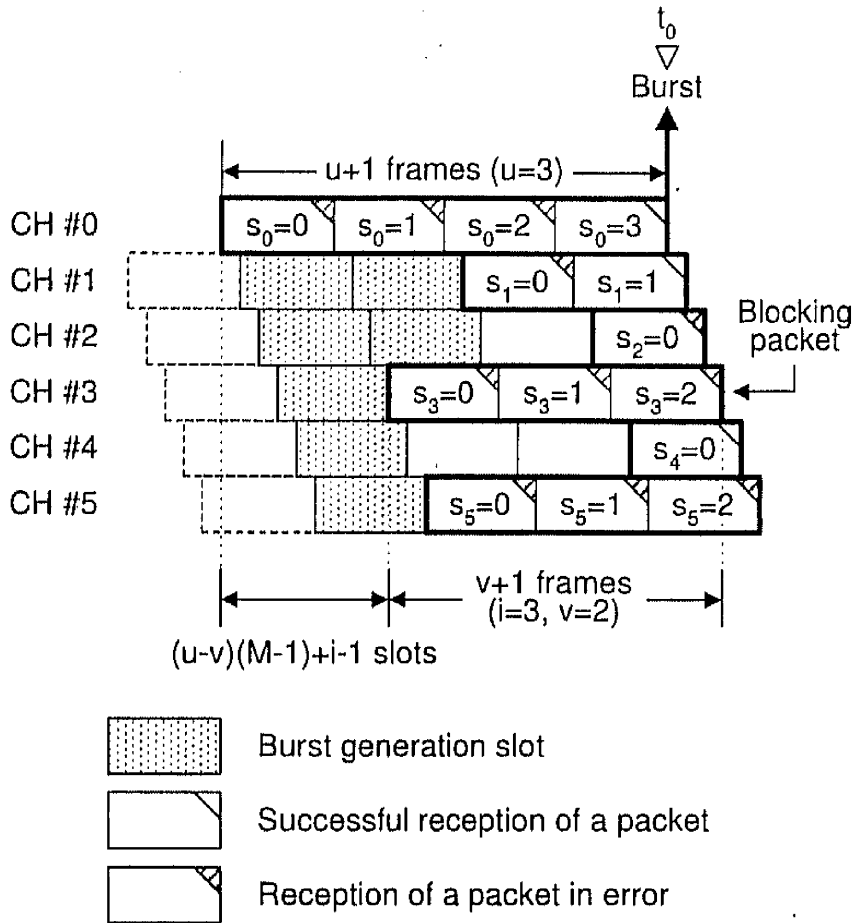 t₀
Burst
u+1 frames (u=3)
CH #0
s₀=0 s₀=1 s₀=2 s₀=3
CH #1
s₁=0 s₁=1
CH #2
s₂=0
Blocking
packet
CH #3
s₃=0 s₃=1 s₃=2
CH #4
s₄=0
CH #5
s₅=0 s₅=1 s₅=2
v+1 frames
(i=3, v=2)
(u-v)(M-1)+i-1 slots
Burst generation slot
Successful reception of a packet
Reception of a packet in error